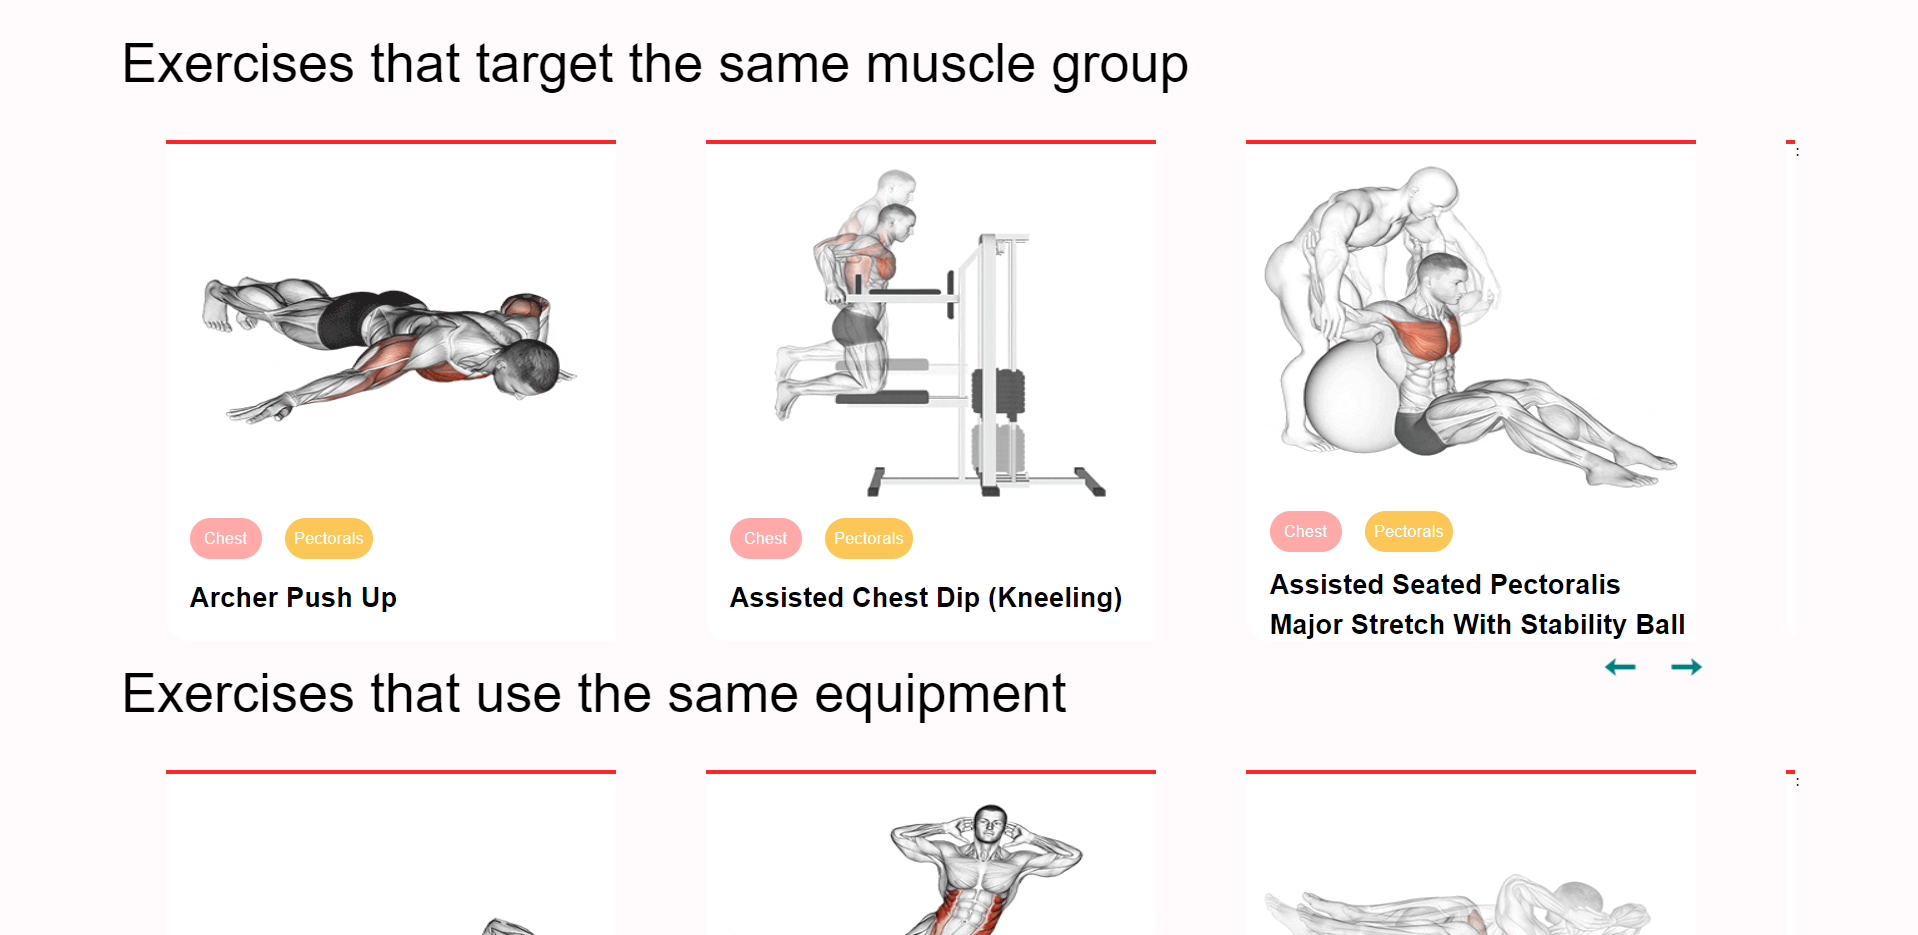 Exercises that target the same muscle group
:
Chest Pectorals
Archer Push Up
Chest Pectorals
Assisted Chest Dip (Kneeling)
Chest Pectorals
Assisted Seated Pectoralis
Major Stretch With Stability Ball
Exercises that use the same equipment
: